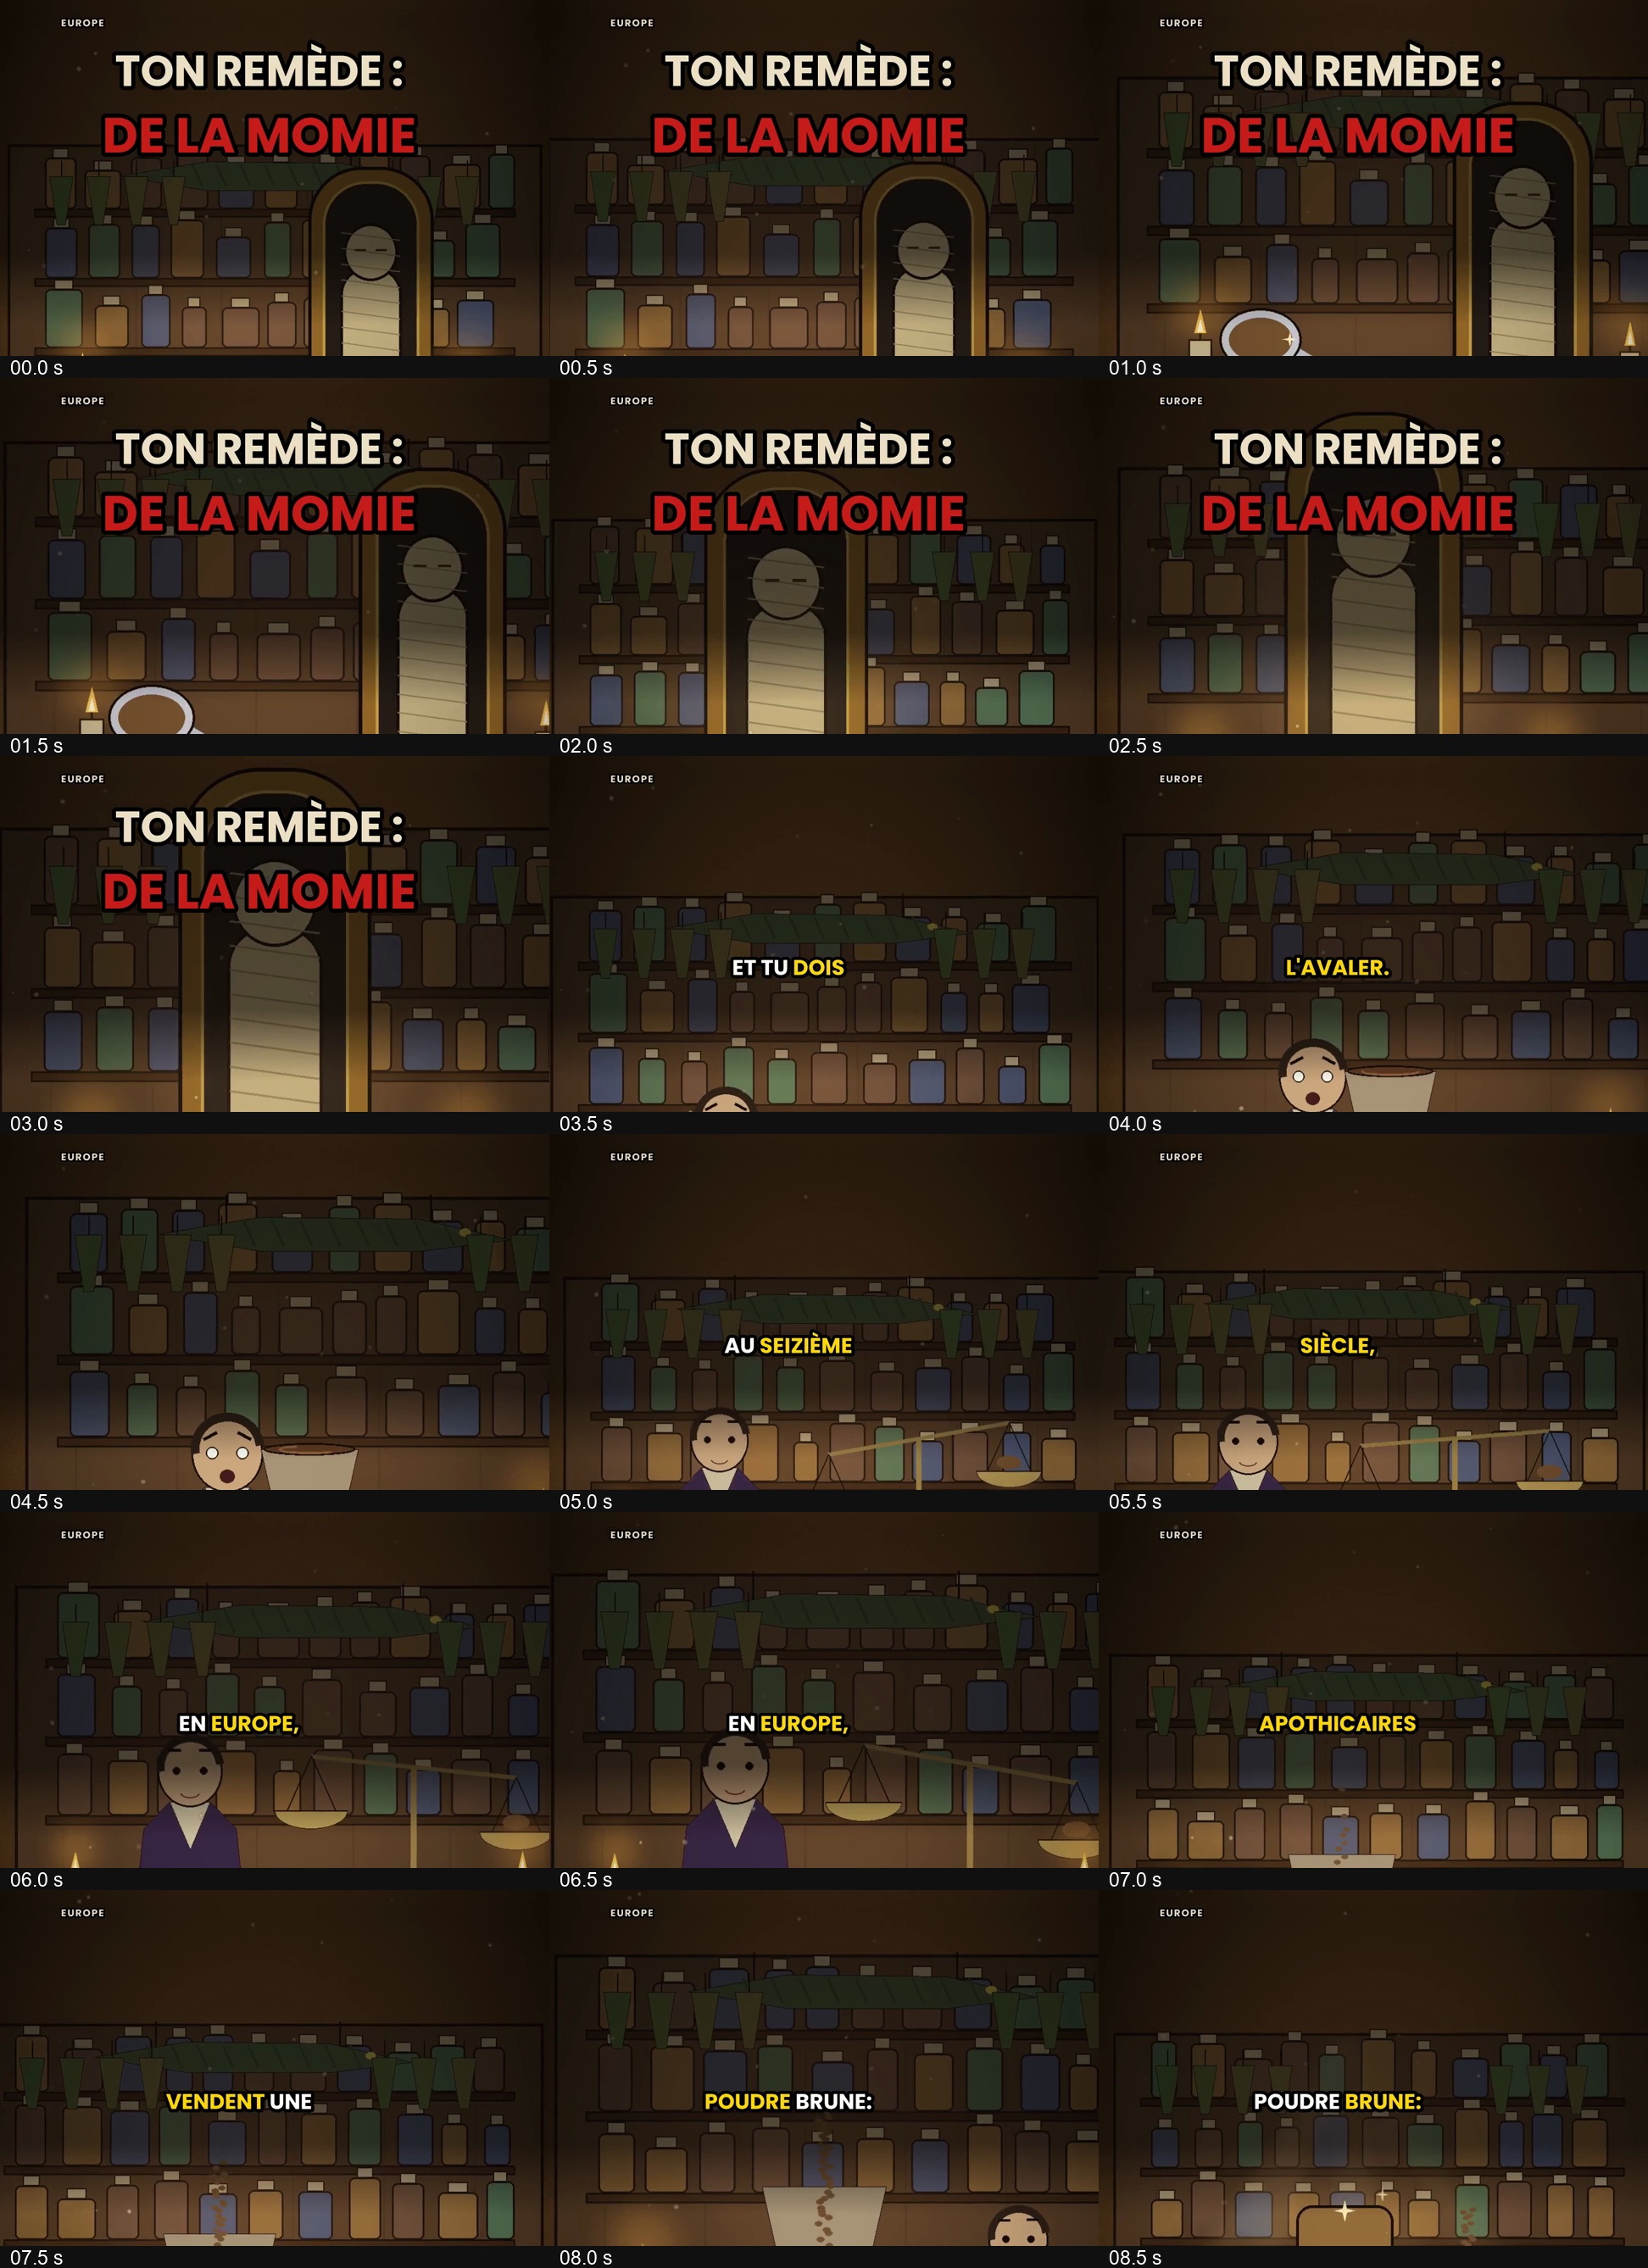 EUROPE
EUROPE
EUROPE
TON REMÈDE :
TON REMÈDE :
TON REMÈDE :
DE LA MOMIE
DE LA MOMIE
DE LA MOMIE
00.0 s
00.5 s
01.0 s
EUROPE
EUROPE
EUROPE
TON REMÈDE :
TON REMÈDE :
TON REMÈDE :
DE LA MOMIE
DE LA MOMIE
DE LA MOMIE
01.5 s
02.0 s
02.5 s
EUROPE
EUROPE
EUROPE
TON REMÈDE :
DE LA MOMIE
ET TU DOIS
L'AVALER.
03.0 s
03.5 s
04.0 s
EUROPE
EUROPE
EUROPE
AU SEIZIÈME
SIÈCLE,
04.5 s
05.0 s
05.5 s
EUROPE
EUROPE
EUROPE
EN EUROPE,
EN EUROPE,
APOTHICAIRES
06.0 s
06.5 s
07.0 s
EUROPE
EUROPE
EUROPE
VENDENT UNE
POUDRE BRUNE:
POUDRE BRUNE:
07.5 s
08.0 s
08.5 s